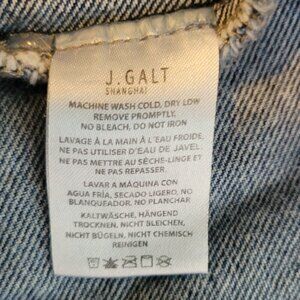 J.GALT
SHANGHAI
MACHINE WASH COLD, DRY LOW
REMOVE PROMPTLY,
NO BLEACH, DO NOT IRON
LAVAGE À LA MAIN À L'EAU FROIDE,
NE PAS UTILISER D'EAU DE JAVEL.
NE PAS METTRE AU SÈCHE-LINGE ET
NE PAS REPASSER.
LAVAR A MÁQUINA CON
AGUA FRÍA, SECADO LIGERO, NO
BLANQUEADOR, NO PLANCHAR
KALTWÄSCHE, HÄNGEND
TROCKNEN, NICHT BLEICHEN,
NICHT BÜGELN, NICHT CHEMISCH
REINIGEN